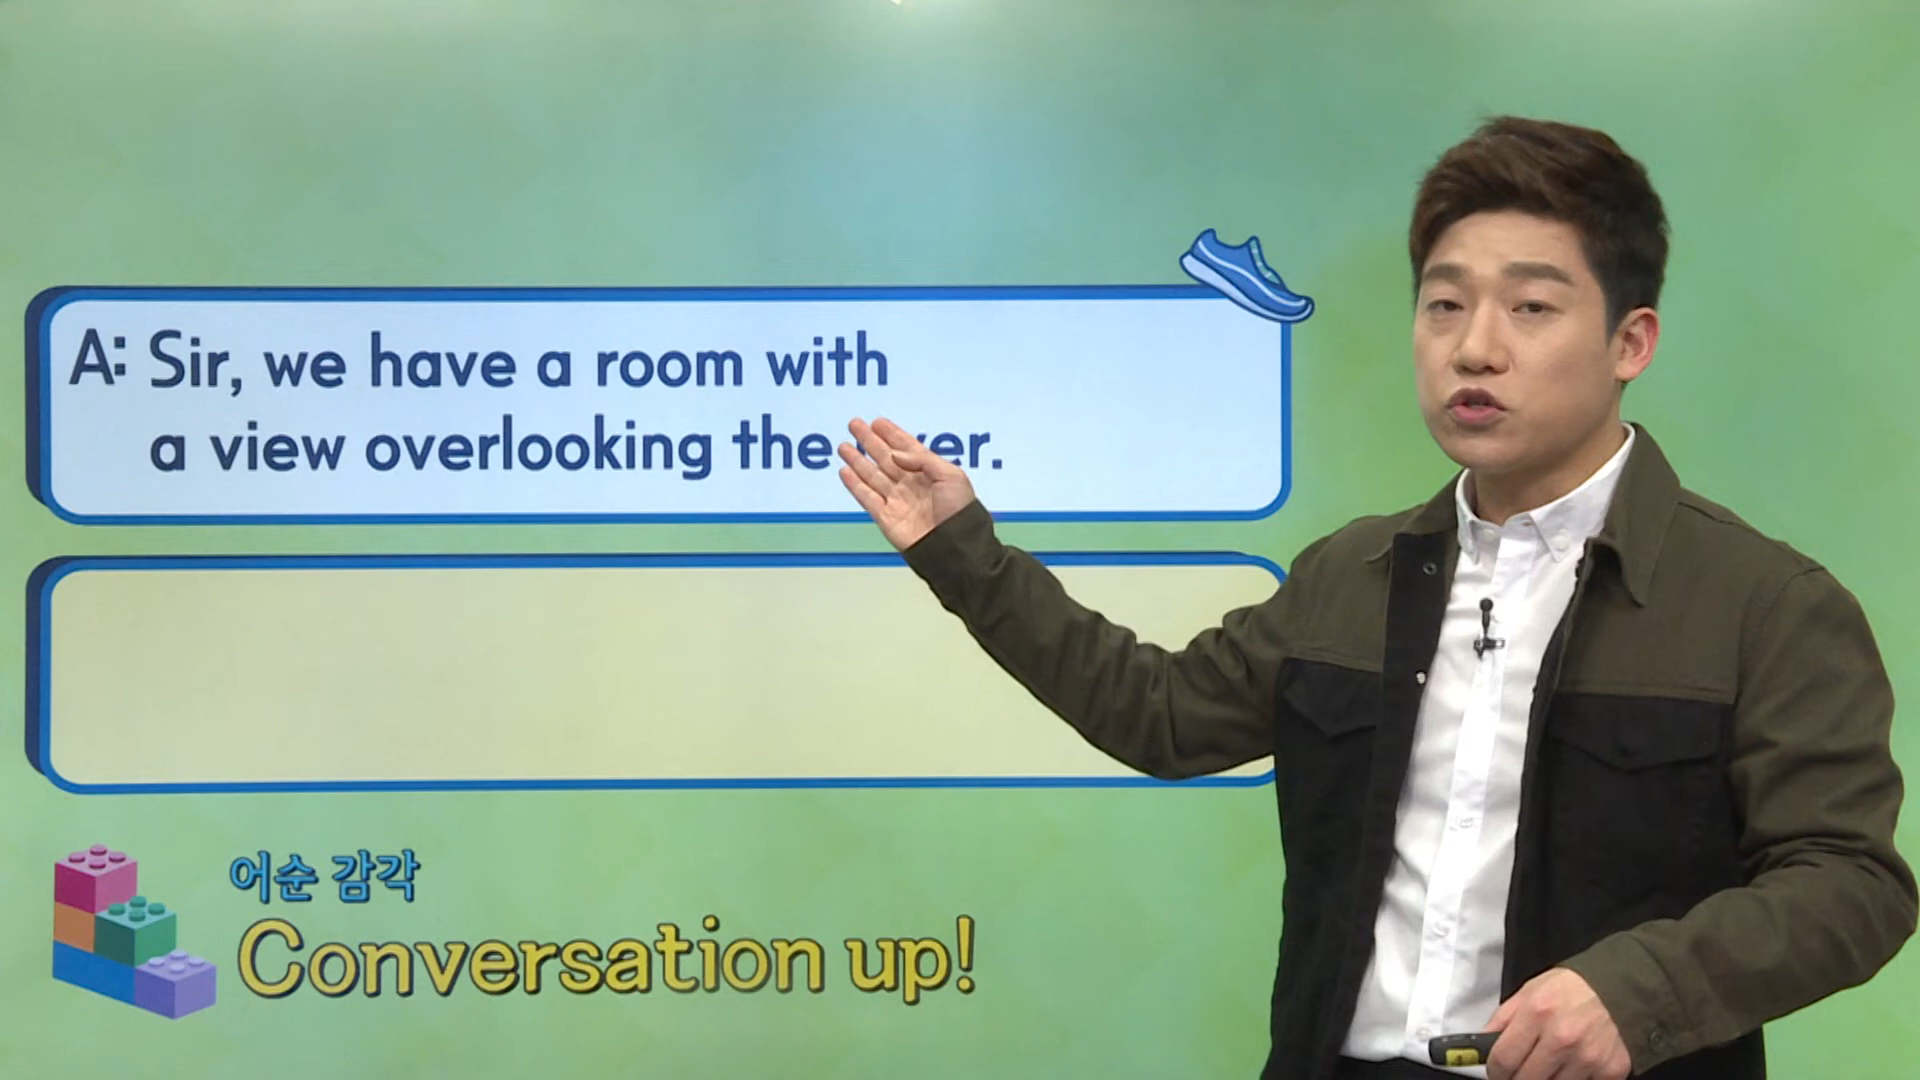 A: Sir, we have a room with
a view overlooking the
어순 감각
Conversation up!